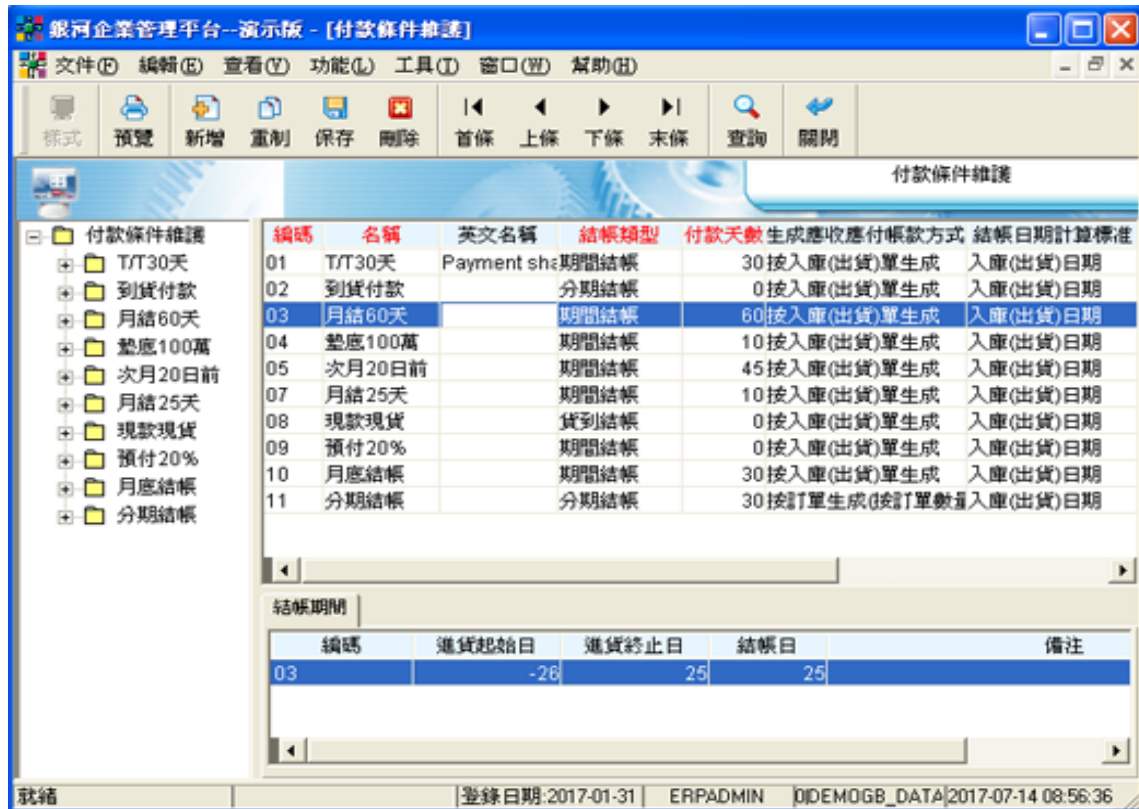 銀河企業管理平台--演示版 - [付款條件維護]
文件(F) 編輯(E) 查看(V) 功能(L) 工具(T) 窗口(W) 幫助(H)
樣式 預覽 新增 重制 保存 刪除 首條 上條 下條 末條 查詢 關閉
付款條件維護
付款條件維護
T/T30天
到貨付款
月結60天
墊底100萬
次月20日前
月結25天
現款現貨
預付20%
月底結帳
分期結帳
編碼 名稱 英文名稱 結帳類型 付款天數 生成應收應付帳款方式 結帳日期計算標准
01 T/T30天 Payment sha 期間結帳 30 按入庫(出貨)單生成 入庫(出貨)日期
02 到貨付款 分期結帳 0 按入庫(出貨)單生成 入庫(出貨)日期
03 月結60天 期間結帳 60 按入庫(出貨)單生成 入庫(出貨)日期
04 墊底100萬 期間結帳 10 按入庫(出貨)單生成 入庫(出貨)日期
05 次月20日前 期間結帳 45 按入庫(出貨)單生成 入庫(出貨)日期
07 月結25天 期間結帳 10 按入庫(出貨)單生成 入庫(出貨)日期
08 現款現貨 貨到結帳 0 按入庫(出貨)單生成 入庫(出貨)日期
09 預付20% 期間結帳 0 按入庫(出貨)單生成 入庫(出貨)日期
10 月底結帳 期間結帳 30 按入庫(出貨)單生成 入庫(出貨)日期
11 分期結帳 分期結帳 30 按訂單生成(按訂單數量 入庫(出貨)日期
結帳期間
編碼 進貨起始日 進貨終止日 結帳日 備注
03 -26 25 25
就緒 登錄日期:2017-01-31 ERPADMIN 0|DEMOGB_DATA 2017-07-14 08:56:36